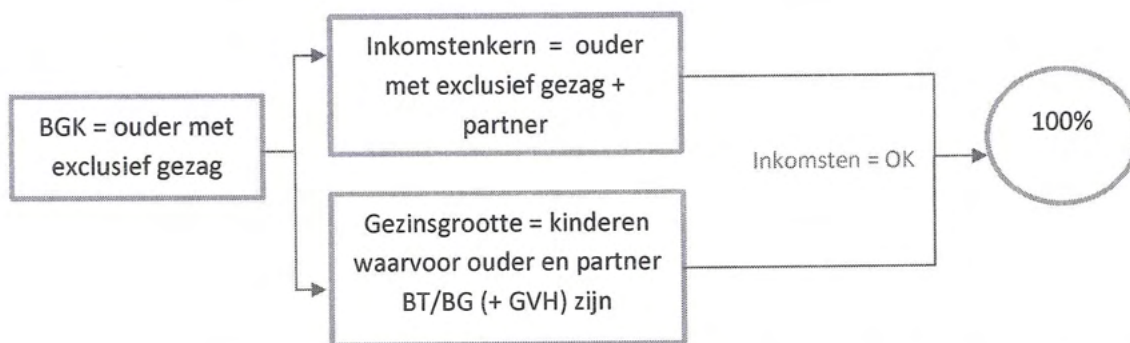 BGK = ouder met
exclusief gezag
Inkomstenkern = ouder
met exclusief gezag +
partner
Gezinsgrootte = kinderen
waarvoor ouder en partner
BT/BG (+ GVH) zijn
Inkomsten = OK
100%